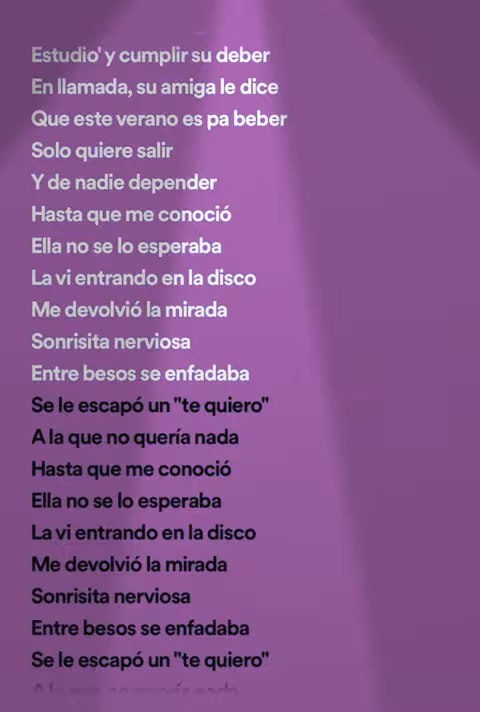 Estudio' y cumplir su deber
En llamada, su amiga le dice
Que este verano es pa beber
Solo quiere salir
Y de nadie depender
Hasta que me conoció
Ella no se lo esperaba
La vi entrando en la disco
Me devolvió la mirada
Sonrisita nerviosa
Entre besos se enfadaba
Se le escapó un "te quiero"
A la que no quería nada
Hasta que me conoció
Ella no se lo esperaba
La vi entrando en la disco
Me devolvió la mirada
Sonrisita nerviosa
Entre besos se enfadaba
Se le escapó un "te quiero"